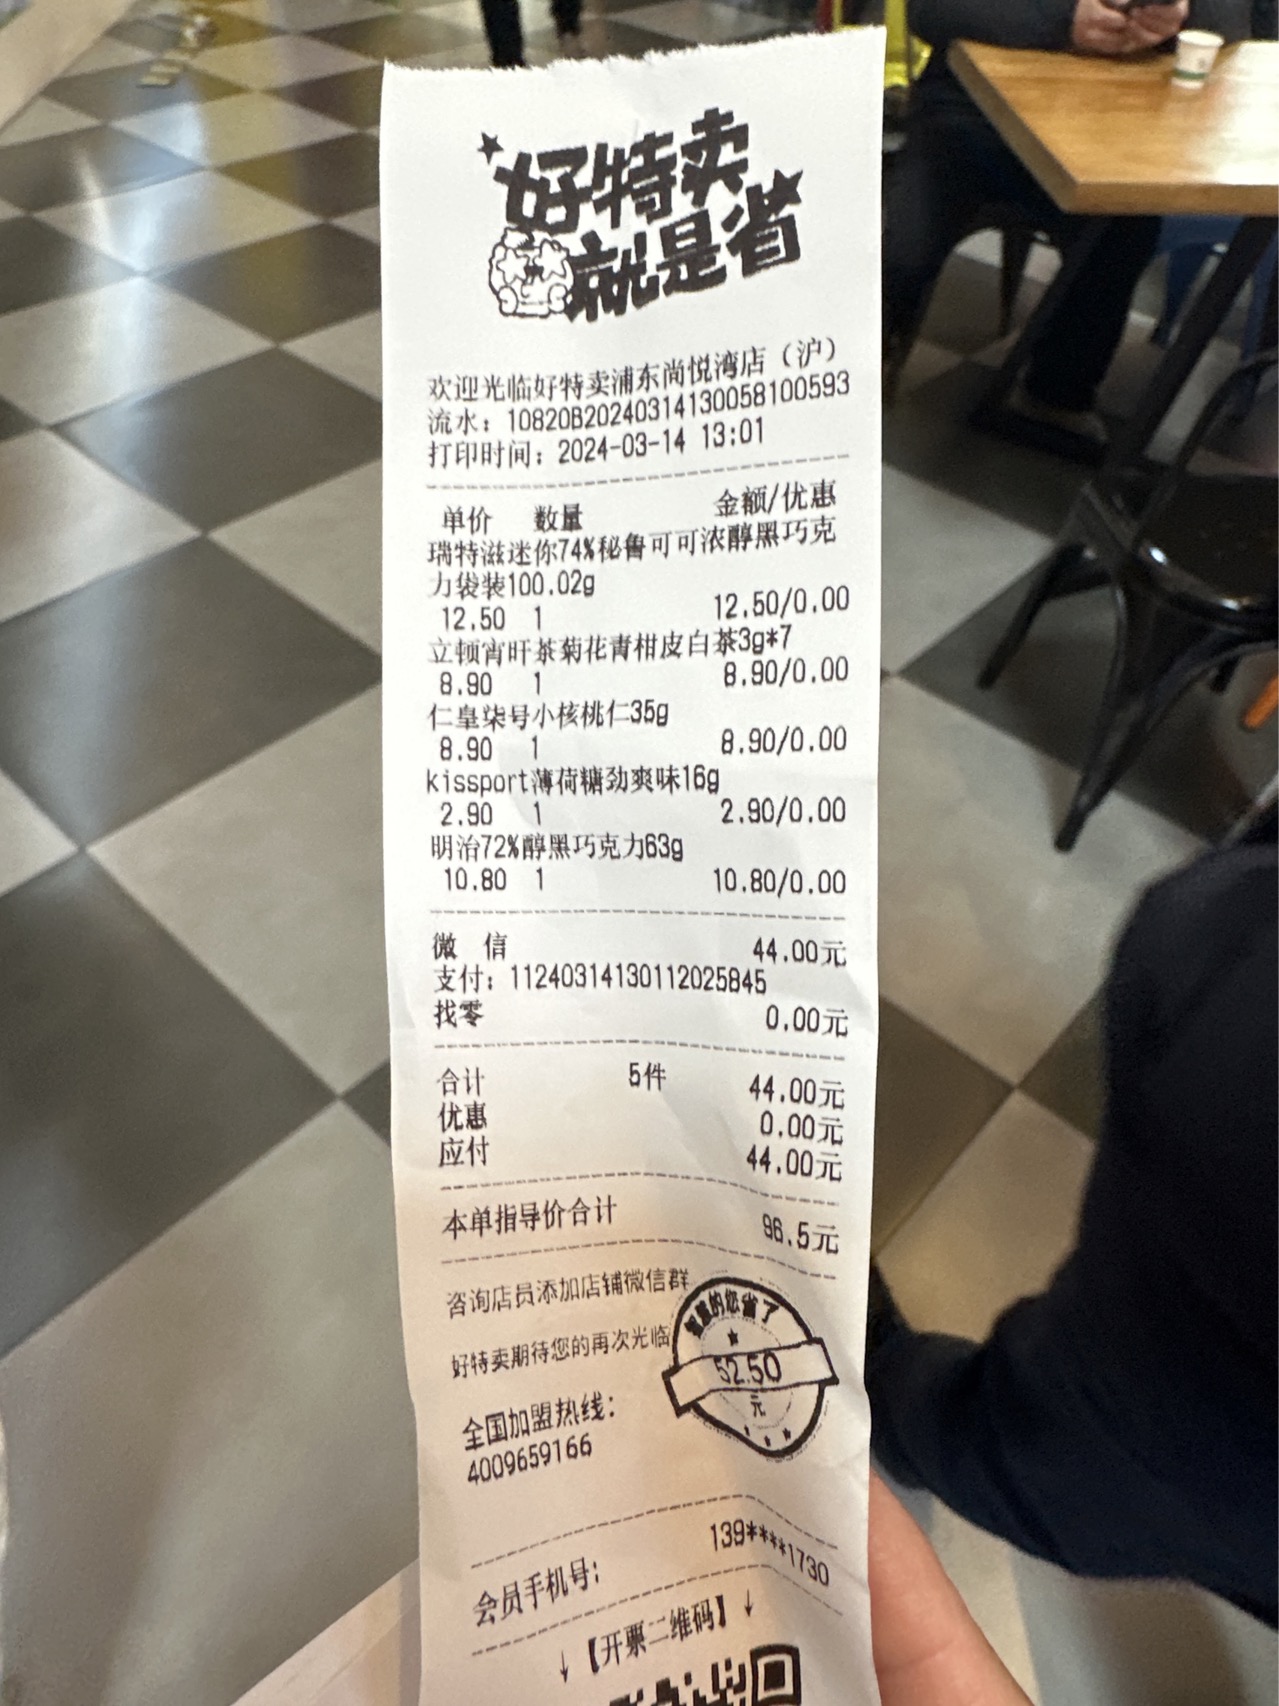 好特卖
就是省
欢迎光临好特卖浦东尚悦湾店（沪）
流水：10820B20240314130058100593
打印时间：2024-03-14 13:01
单价 数量 金额/优惠
瑞特滋迷你74%秘鲁可可浓醇黑巧克
力袋装100.02g
12.50 1 12.50/0.00
立顿宵旰茶菊花青柑皮白茶3g*7
8.90 1 8.90/0.00
仁皇柒号小核桃仁35g
8.90 1 8.90/0.00
kissport薄荷糖劲爽味16g
2.90 1 2.90/0.00
明治72%醇黑巧克力63g
10.80 1 10.80/0.00
微 信 44.00元
支付：11240314130112025845
找零 0.00元
合计 5件 44.00元
优惠 0.00元
应付 44.00元
本单指导价合计 96.5元
咨询店员添加店铺微信群
好特卖期待您的再次光临
的您省了
52.50
元
全国加盟热线：
4009659166
会员手机号： 139****1730
↓【开票二维码】↓